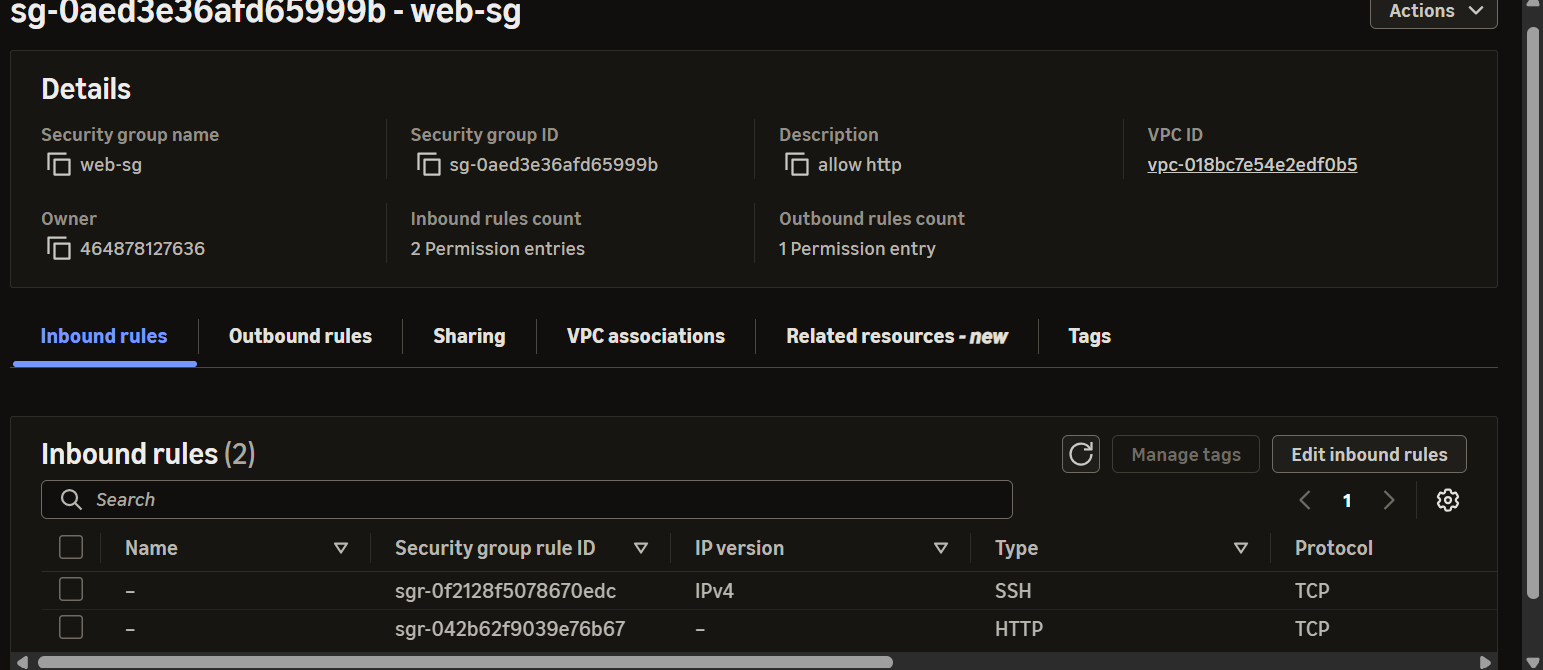 sg-0aed3e36afd65999b - web-sg
Actions
Details
Security group name
web-sg
Security group ID
sg-0aed3e36afd65999b
Description
allow http
VPC ID
vpc-018bc7e54e2edf0b5
Owner
464878127636
Inbound rules count
2 Permission entries
Outbound rules count
1 Permission entry
Inbound rules Outbound rules Sharing VPC associations Related resources - new Tags
Inbound rules (2)
Manage tags
Edit inbound rules
Search
1
Name Security group rule ID IP version Type Protocol
– sgr-0f2128f5078670edc IPv4 SSH TCP
– sgr-042b62f9039e76b67 – HTTP TCP